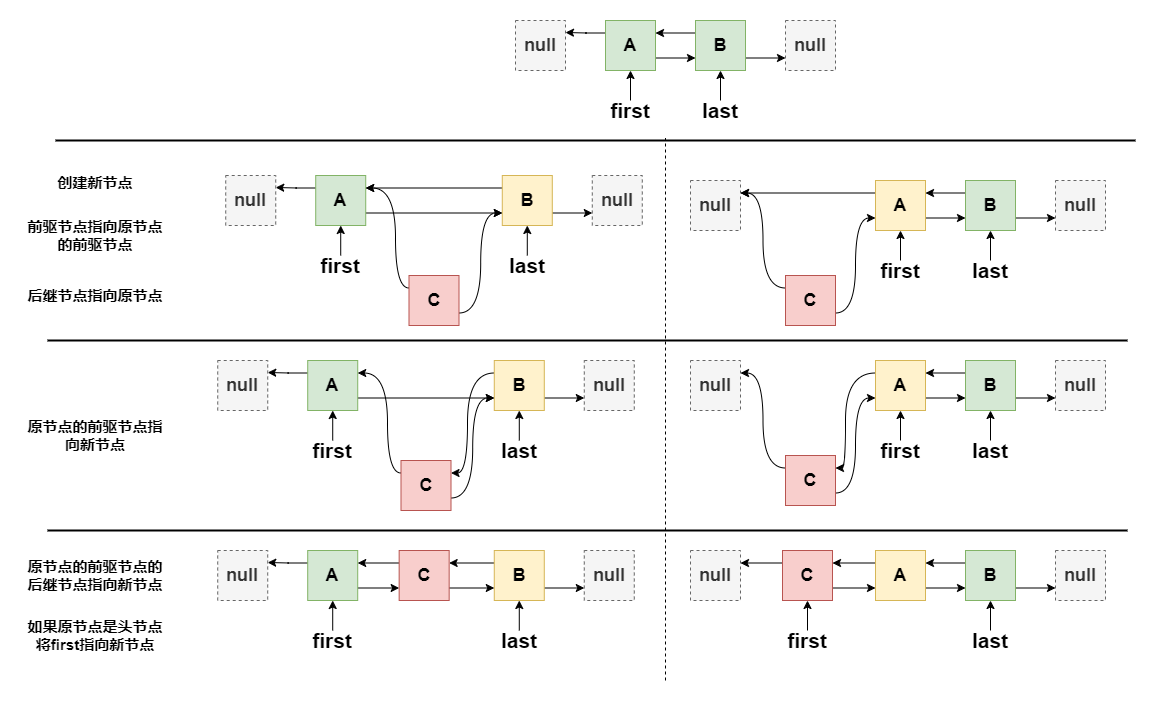 null A B null
first last
创建新节点
前驱节点指向原节点
的前驱节点
后继节点指向原节点
null A B null
first last
C
null A B null
first last
C
原节点的前驱节点指
向新节点
null A B null
first last
C
null A B null
first last
C
原节点的前驱节点的
后继节点指向新节点
如果原节点是头节点
将first指向新节点
null A C B null
first last
null C A B null
first last